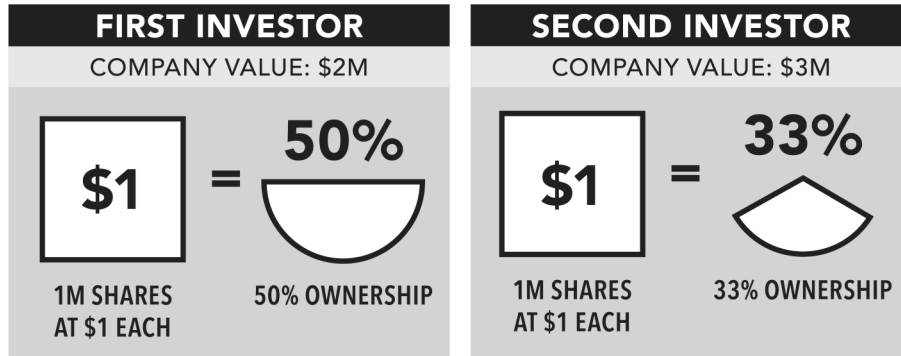 FIRST INVESTOR
COMPANY VALUE: $2M
$1
=
50%
1M SHARES
AT $1 EACH
50% OWNERSHIP
SECOND INVESTOR
COMPANY VALUE: $3M
$1
=
33%
1M SHARES
AT $1 EACH
33% OWNERSHIP